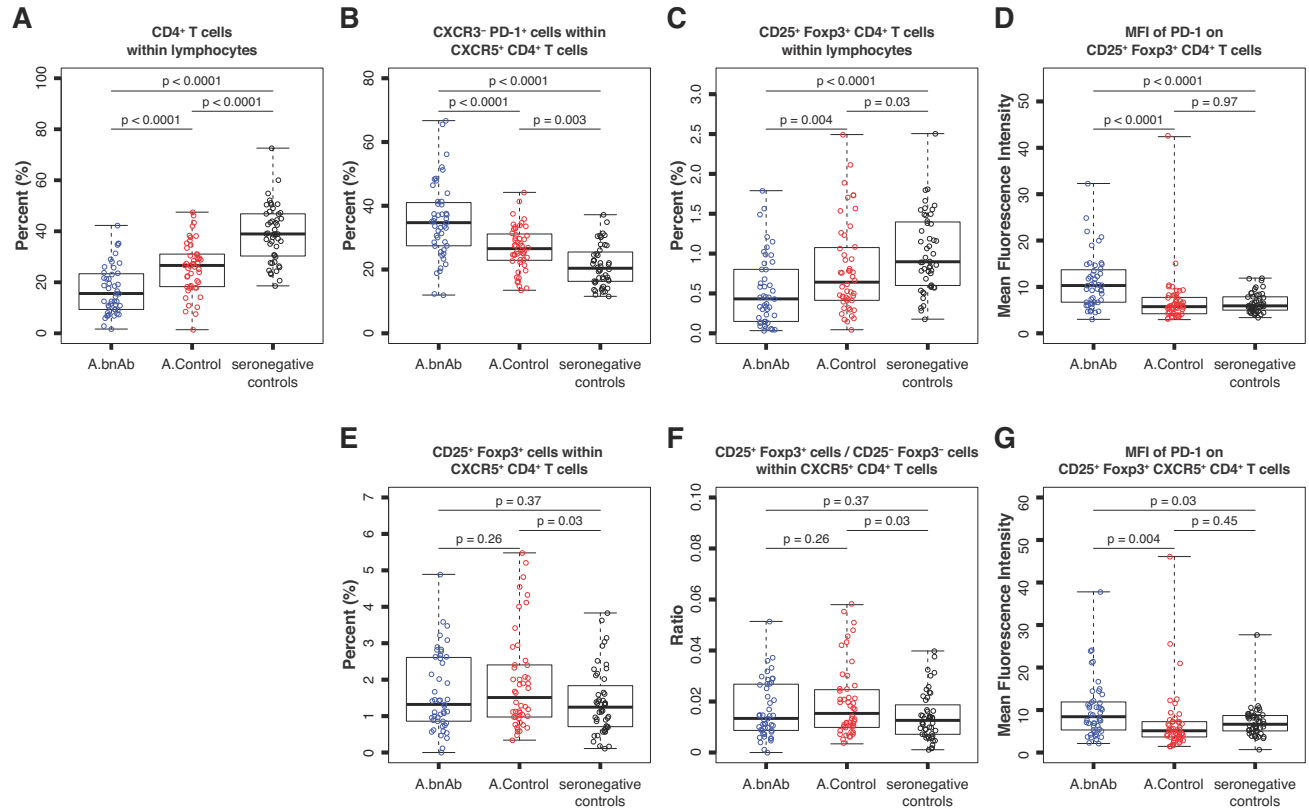 A
CD4⁺ T cells
within lymphocytes
Percent (%)
100
80
60
40
20
0
p < 0.0001
p < 0.0001
p < 0.0001
A.bnAb
A.Control
seronegative
controls
B
CXCR3⁻ PD-1⁺ cells within
CXCR5⁺ CD4⁺ T cells
Percent (%)
80
60
40
20
0
p < 0.0001
p < 0.0001
p = 0.003
A.bnAb
A.Control
seronegative
controls
C
CD25⁺ Foxp3⁺ CD4⁺ T cells
within lymphocytes
Percent (%)
3.0
2.5
2.0
1.5
1.0
0.5
0.0
p < 0.0001
p = 0.03
p = 0.004
A.bnAb
A.Control
seronegative
controls
D
MFI of PD-1 on
CD25⁺ Foxp3⁺ CD4⁺ T cells
Mean Fluorescence Intensity
50
40
30
20
10
0
p < 0.0001
p = 0.97
p < 0.0001
A.bnAb
A.Control
seronegative
controls
E
CD25⁺ Foxp3⁺ cells within
CXCR5⁺ CD4⁺ T cells
Percent (%)
7
6
5
4
3
2
1
0
p = 0.37
p = 0.03
p = 0.26
A.bnAb
A.Control
seronegative
controls
F
CD25⁺ Foxp3⁺ cells / CD25⁻ Foxp3⁻ cells
within CXCR5⁺ CD4⁺ T cells
Ratio
0.10
0.08
0.06
0.04
0.02
0.00
p = 0.37
p = 0.03
p = 0.26
A.bnAb
A.Control
seronegative
controls
G
MFI of PD-1 on
CD25⁺ Foxp3⁺ CXCR5⁺ CD4⁺ T cells
Mean Fluorescence Intensity
60
50
40
30
20
10
0
p = 0.03
p = 0.45
p = 0.004
A.bnAb
A.Control
seronegative
controls